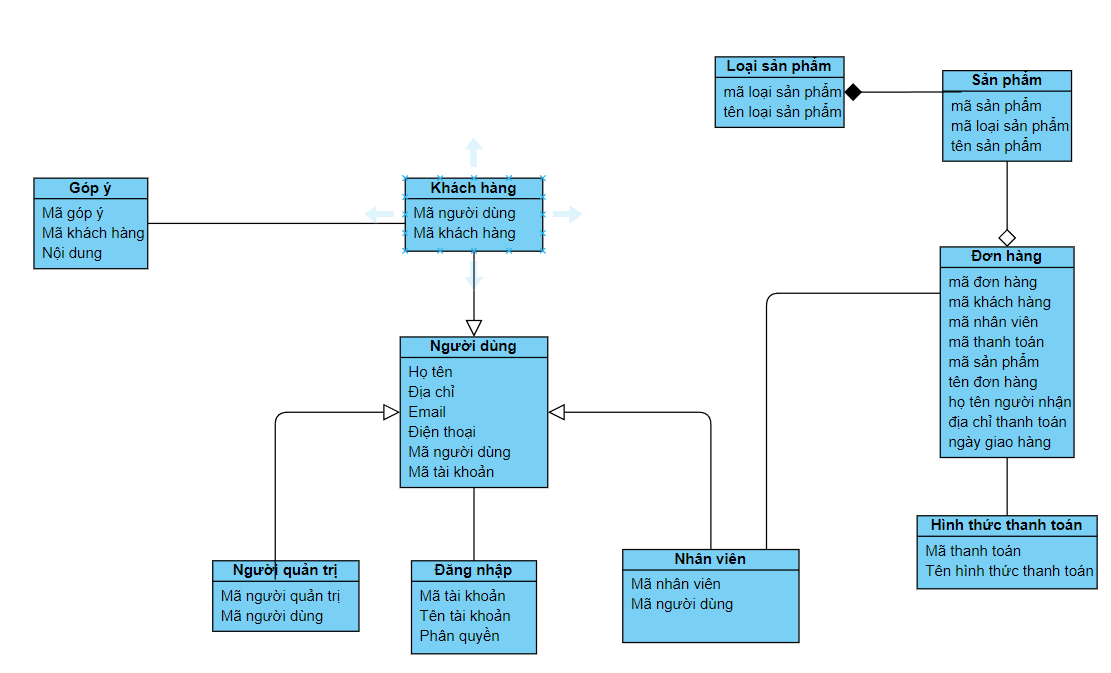 Loại sản phẩm
mã loại sản phẩm
tên loại sản phẩm
Sản phẩm
mã sản phẩm
mã loại sản phẩm
tên sản phẩm
Góp ý
Mã góp ý
Mã khách hàng
Nội dung
Khách hàng
Mã người dùng
Mã khách hàng
Đơn hàng
mã đơn hàng
mã khách hàng
mã nhân viên
mã thanh toán
mã sản phẩm
tên đơn hàng
họ tên người nhận
địa chỉ thanh toán
ngày giao hàng
Người dùng
Họ tên
Địa chỉ
Email
Điện thoại
Mã người dùng
Mã tài khoản
Hình thức thanh toán
Mã thanh toán
Tên hình thức thanh toán
Người quản trị
Mã người quản trị
Mã người dùng
Đăng nhập
Mã tài khoản
Tên tài khoản
Phân quyền
Nhân viên
Mã nhân viên
Mã người dùng